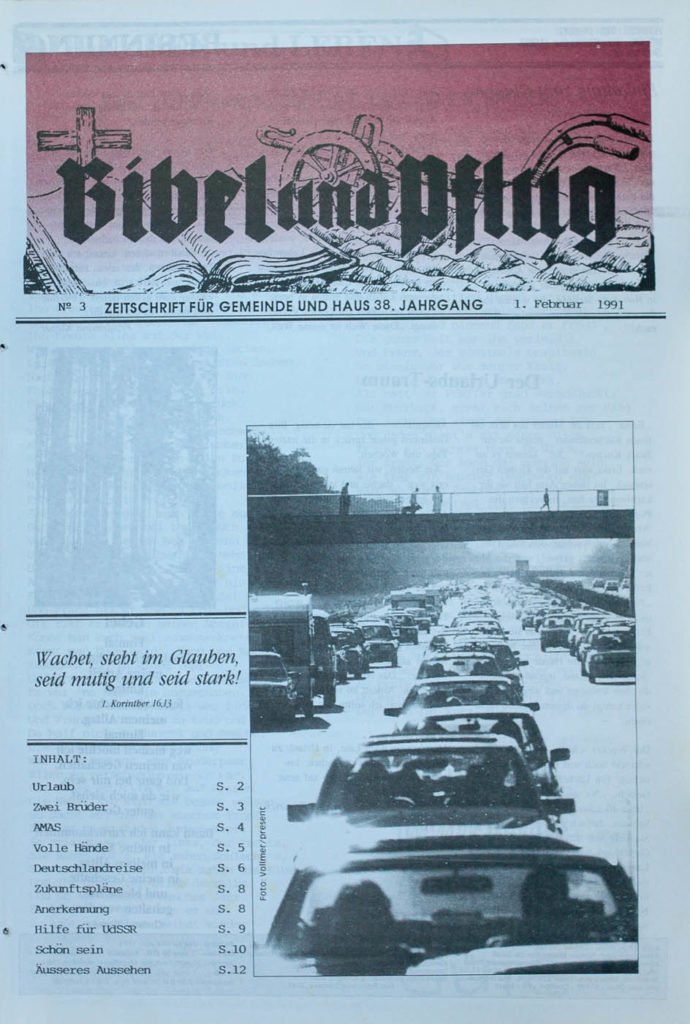 Bibel und Pflug
Nº 3 ZEITSCHRIFT FÜR GEMEINDE UND HAUS 38. JAHRGANG 1. Februar 1991
Wachet, steht im Glauben,
seid mutig und seid stark!
1. Korinther 16,13
INHALT:
Urlaub S. 2
Zwei Brüder S. 3
AMAS S. 4
Volle Hände S. 5
Deutschlandreise S. 6
Zukunftspläne S. 8
Anerkennung S. 8
Hilfe für UdSSR S. 9
Schön sein S.10
Äusseres Aussehen S.12
Foto Vollmer/present
Der Urlaubs-Traum